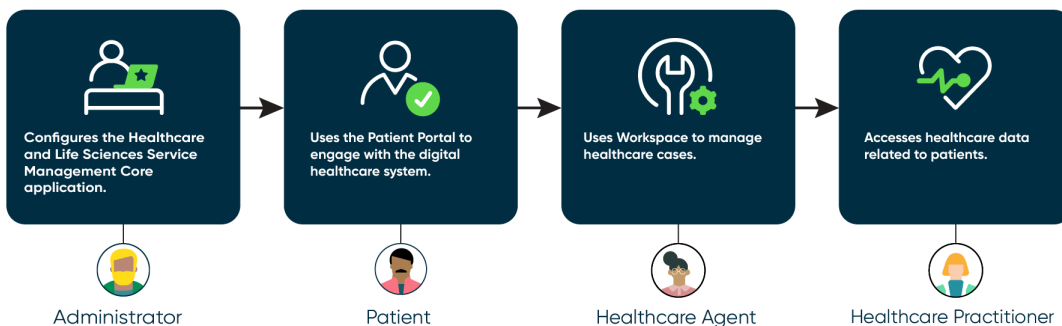 Configures the Healthcare
and Life Sciences Service
Management Core
application.
Uses the Patient Portal to
engage with the digital
healthcare system.
Uses Workspace to manage
healthcare cases.
Accesses healthcare data
related to patients.
Administrator
Patient
Healthcare Agent
Healthcare Practitioner